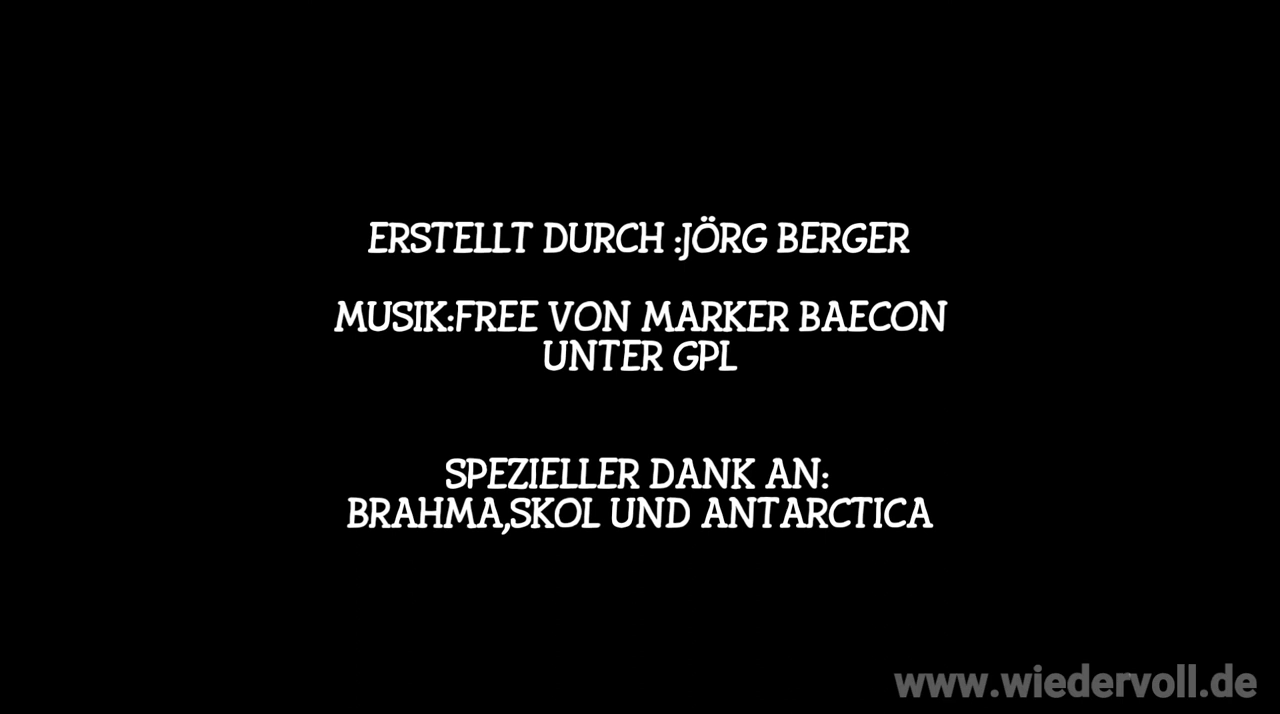 ERSTELLT DURCH :JÖRG BERGER
MUSIK:FREE VON MARKER BAECON
UNTER GPL
SPEZIELLER DANK AN:
BRAHMA,SKOL UND ANTARCTICA
www.wiedervoll.de